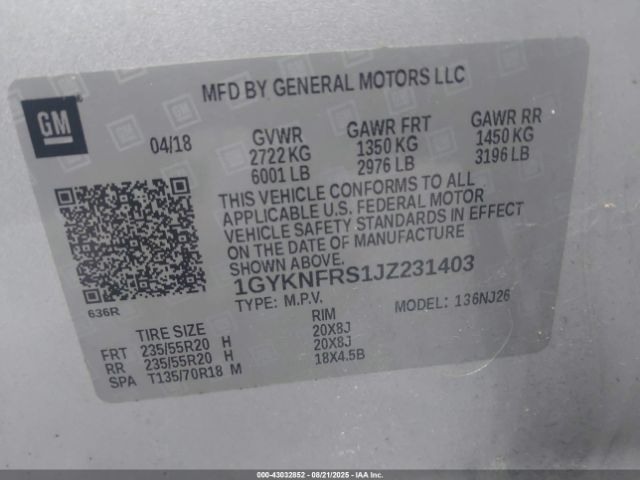 MFD BY GENERAL MOTORS LLC
GM
04/18 GVWR GAWR FRT GAWR RR
2722 KG 1350 KG 1450 KG
6001 LB 2976 LB 3196 LB
THIS VEHICLE CONFORMS TO ALL
APPLICABLE U.S. FEDERAL MOTOR
VEHICLE SAFETY STANDARDS IN EFFECT
ON THE DATE OF MANUFACTURE
SHOWN ABOVE.
1GYKNFRS1JZ231403
636R
TYPE: M.P.V. MODEL: 136NJ26
TIRE SIZE RIM
FRT 235/55R20 H 20X8J
RR 235/55R20 H 20X8J
SPA T135/70R18 M 18X4.5B
000-43032852 - 08/21/2025 - Copyright IAA, Inc.